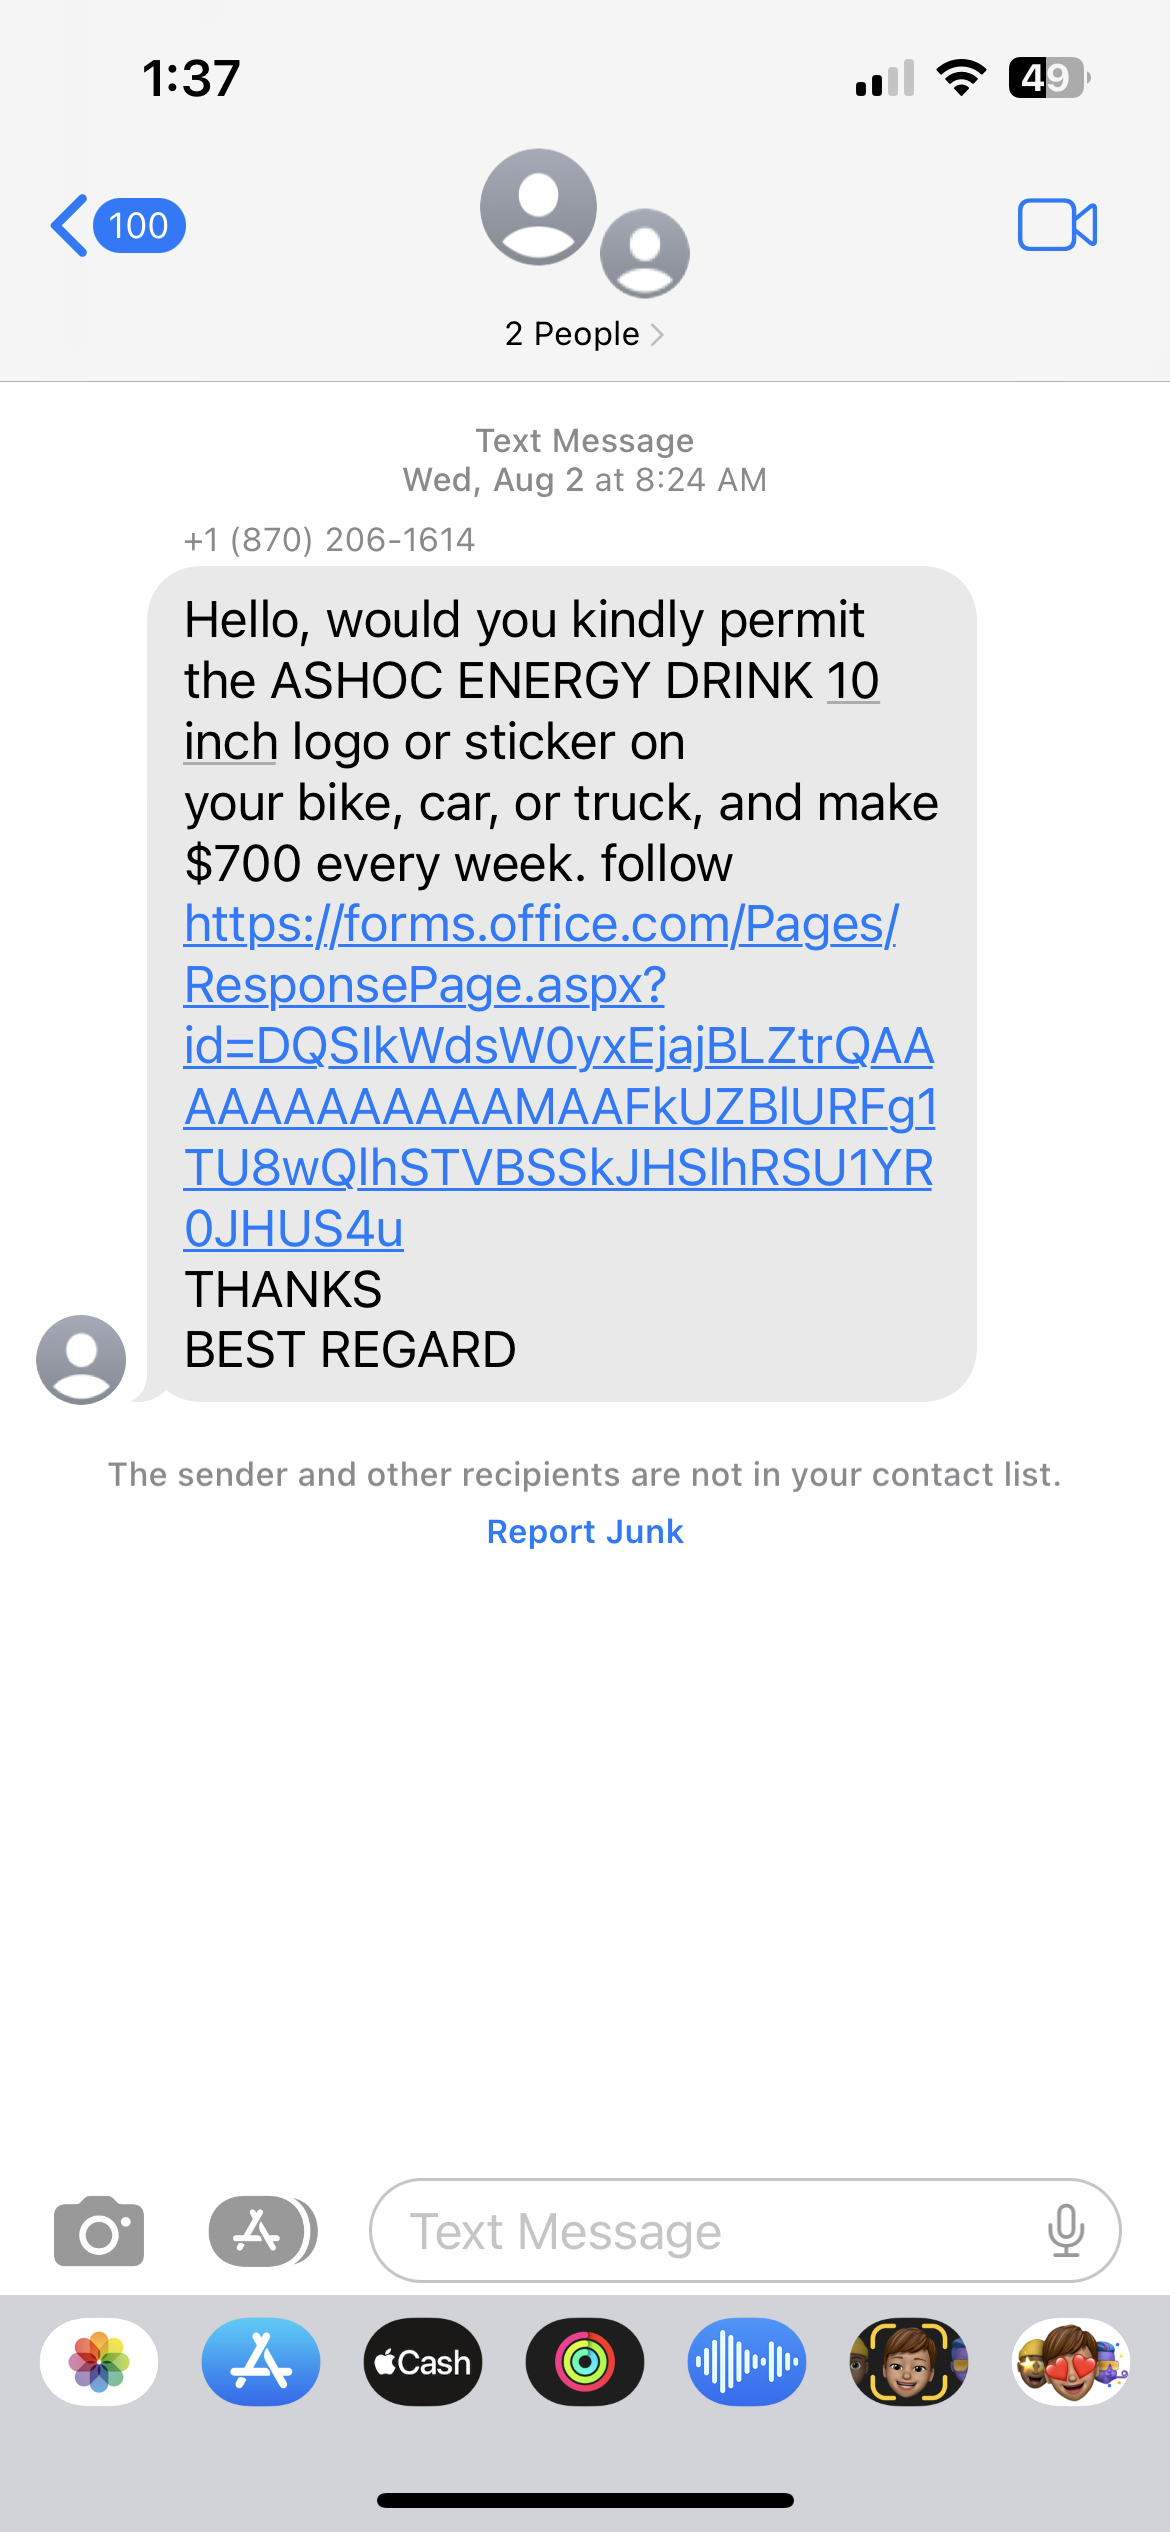 1:37
49
100
2 People
Text Message
Wed, Aug 2 at 8:24 AM
+1 (870) 206-1614
Hello, would you kindly permit
the ASHOC ENERGY DRINK 10
inch logo or sticker on
your bike, car, or truck, and make
$700 every week. follow
https://forms.office.com/Pages/
ResponsePage.aspx?
id=DQSIkWdsW0yxEjajBLZtrQAA
AAAAAAAAAAMAAFkUZBlURFg1
TU8wQlhSTVBSSkJHSlhRSU1YR
0JHUS4u
THANKS
BEST REGARD
The sender and other recipients are not in your contact list.
Report Junk
Text Message
Cash